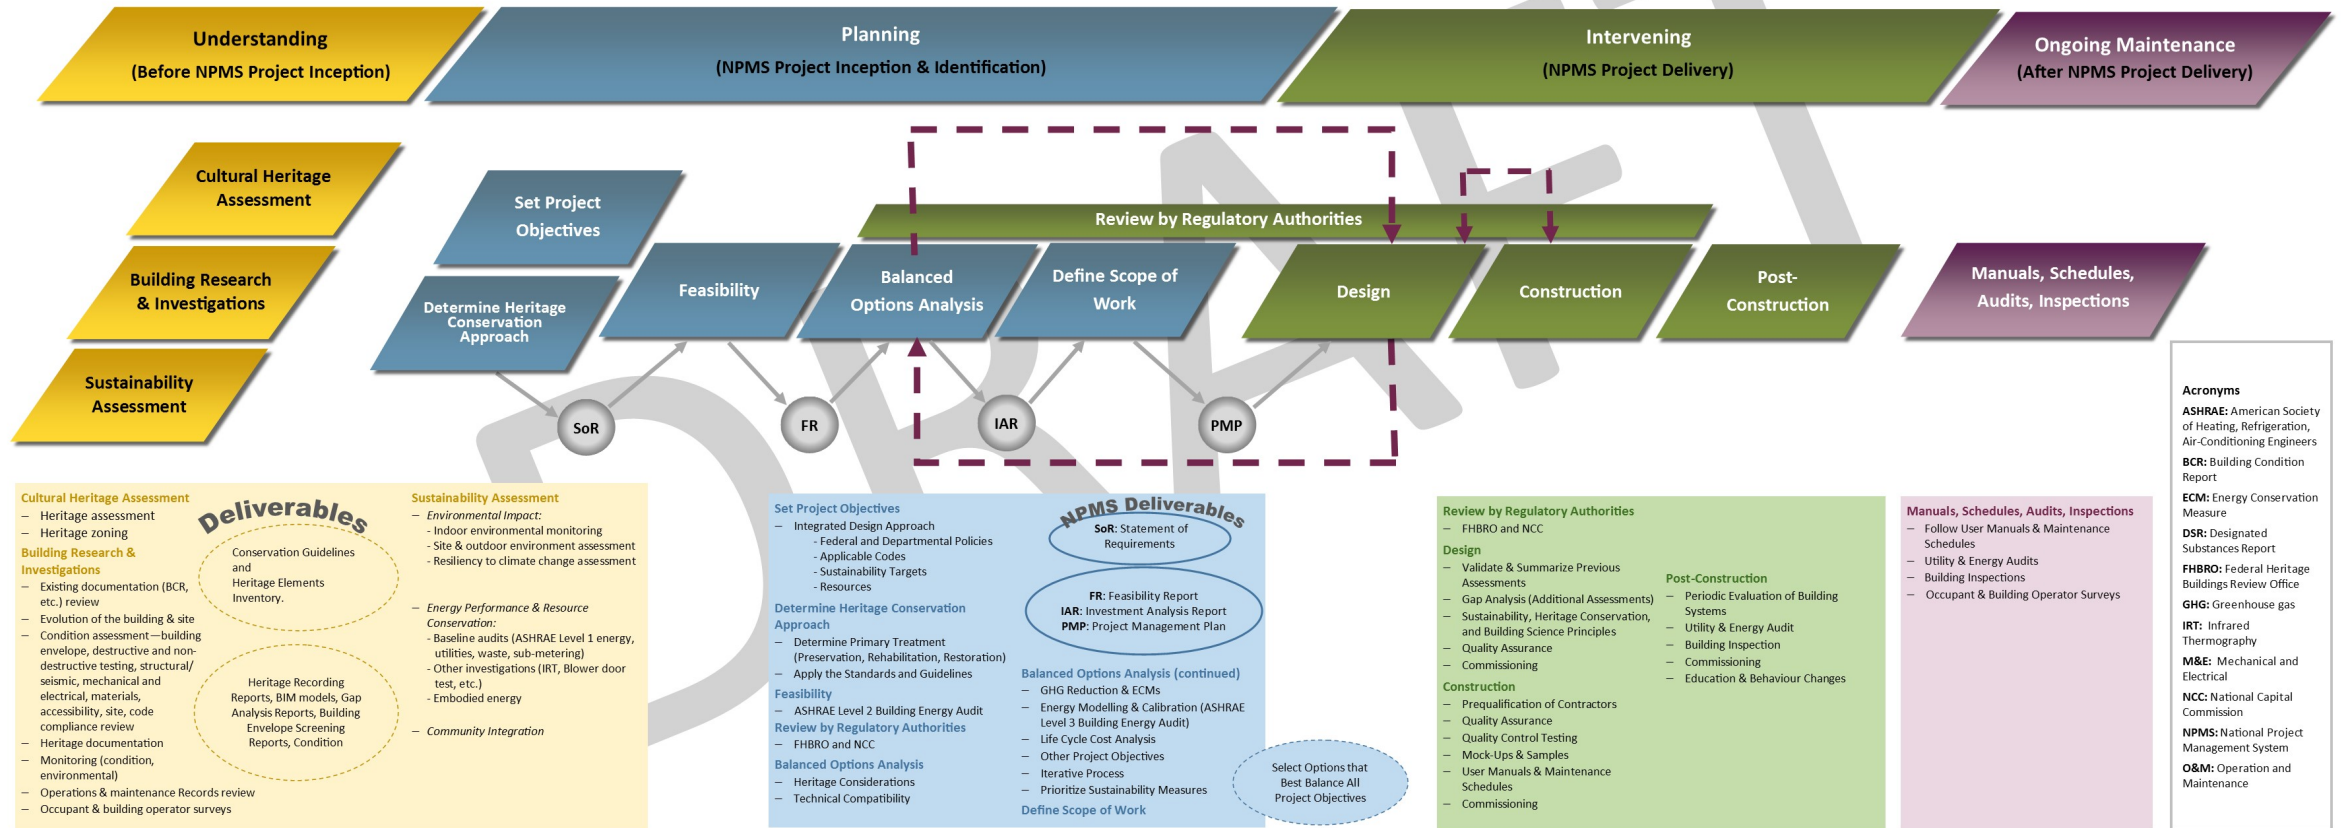 Understanding
(Before NPMS Project Inception)
Planning
(NPMS Project Inception & Identification)
Intervening
(NPMS Project Delivery)
Ongoing Maintenance
(After NPMS Project Delivery)
DRAFT
Cultural Heritage
Assessment
Building Research
& Investigations
Sustainability
Assessment
Set Project
Objectives
Determine Heritage
Conservation
Approach
Feasibility
Review by Regulatory Authorities
Balanced
Options Analysis
Define Scope of
Work
Design
Construction
Post-
Construction
Manuals, Schedules,
Audits, Inspections
SoR
FR
IAR
PMP
Cultural Heritage Assessment
– Heritage assessment
– Heritage zoning
Building Research &
Investigations
– Existing documentation (BCR,
etc.) review
– Evolution of the building & site
– Condition assessment—building
envelope, destructive and non-
destructive testing, structural/
seismic, mechanical and
electrical, materials,
accessibility, site, code
compliance review
– Heritage documentation
– Monitoring (condition,
environmental)
– Operations & maintenance Records review
– Occupant & building operator surveys
Deliverables
Conservation Guidelines
and
Heritage Elements
Inventory.
Heritage Recording
Reports, BIM models, Gap
Analysis Reports, Building
Envelope Screening
Reports, Condition
Sustainability Assessment
– Environmental Impact:
- Indoor environmental monitoring
- Site & outdoor environment assessment
- Resiliency to climate change assessment
– Energy Performance & Resource
Conservation:
- Baseline audits (ASHRAE Level 1 energy,
utilities, waste, sub-metering)
- Other investigations (IRT, Blower door
test, etc.)
- Embodied energy
– Community Integration
Set Project Objectives
– Integrated Design Approach
- Federal and Departmental Policies
- Applicable Codes
- Sustainability Targets
- Resources
Determine Heritage Conservation
Approach
– Determine Primary Treatment
(Preservation, Rehabilitation, Restoration)
– Apply the Standards and Guidelines
Feasibility
– ASHRAE Level 2 Building Energy Audit
Review by Regulatory Authorities
– FHBRO and NCC
Balanced Options Analysis
– Heritage Considerations
– Technical Compatibility
NPMS Deliverables
SoR: Statement of
Requirements
FR: Feasibility Report
IAR: Investment Analysis Report
PMP: Project Management Plan
Balanced Options Analysis (continued)
– GHG Reduction & ECMs
– Energy Modelling & Calibration (ASHRAE
Level 3 Building Energy Audit)
– Life Cycle Cost Analysis
– Other Project Objectives
– Iterative Process
– Prioritize Sustainability Measures
Define Scope of Work
Select Options that
Best Balance All
Project Objectives
Review by Regulatory Authorities
– FHBRO and NCC
Design
– Validate & Summarize Previous
Assessments
– Gap Analysis (Additional Assessments)
– Sustainability, Heritage Conservation,
and Building Science Principles
– Quality Assurance
– Commissioning
Construction
– Prequalification of Contractors
– Quality Assurance
– Quality Control Testing
– Mock-Ups & Samples
– User Manuals & Maintenance
Schedules
– Commissioning
Post-Construction
– Periodic Evaluation of Building
Systems
– Utility & Energy Audit
– Building Inspection
– Commissioning
– Education & Behaviour Changes
Manuals, Schedules, Audits, Inspections
– Follow User Manuals & Maintenance
Schedules
– Utility & Energy Audits
– Building Inspections
– Occupant & Building Operator Surveys
Acronyms
ASHRAE: American Society
of Heating, Refrigeration,
Air-Conditioning Engineers
BCR: Building Condition
Report
ECM: Energy Conservation
Measure
DSR: Designated
Substances Report
FHBRO: Federal Heritage
Buildings Review Office
GHG: Greenhouse gas
IRT: Infrared
Thermography
M&E: Mechanical and
Electrical
NCC: National Capital
Commission
NPMS: National Project
Management System
O&M: Operation and
Maintenance